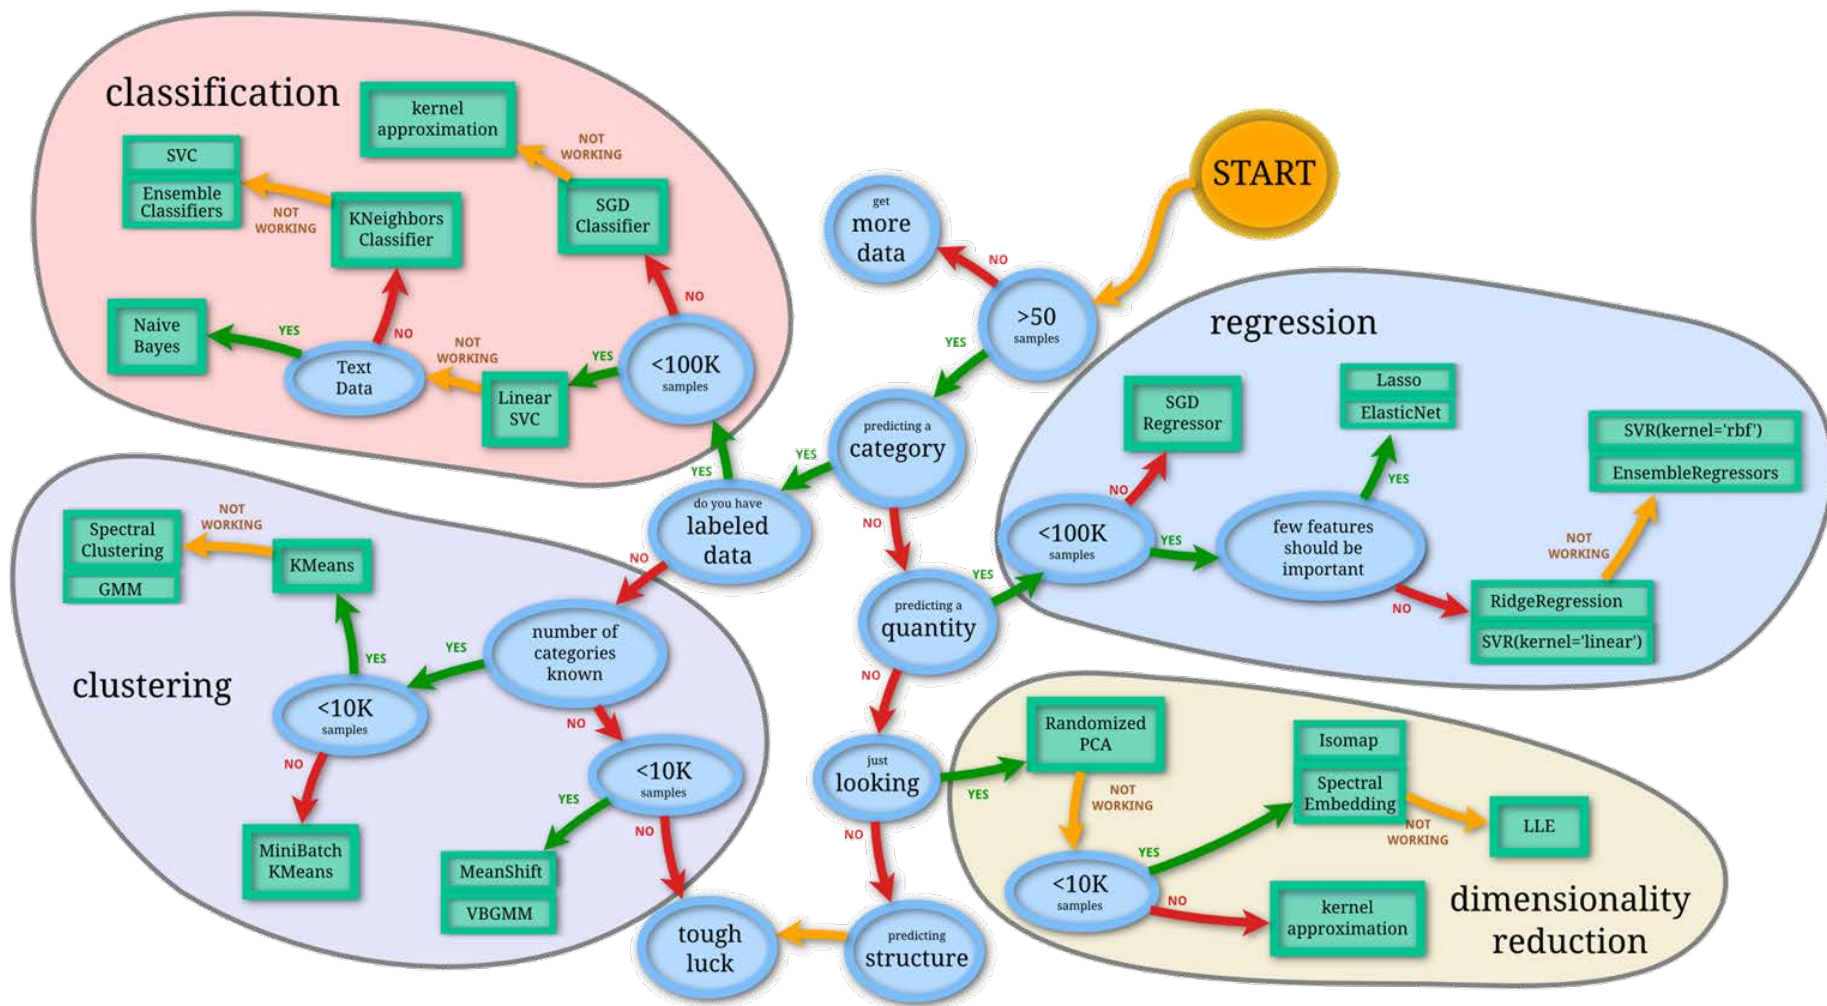 START
get
more
data
NO
>50
samples
YES
predicting a
category
YES
NO
do you have
labeled
data
YES
NO
predicting a
quantity
YES
NO
just
looking
YES
NO
predicting
structure
tough
luck
classification
kernel
approximation
NOT
WORKING
SGD
Classifier
NO
<100K
samples
YES
Linear
SVC
NOT
WORKING
Text
Data
YES
Naive
Bayes
NO
KNeighbors
Classifier
NOT
WORKING
SVC
Ensemble
Classifiers
regression
<100K
samples
NO
SGD
Regressor
YES
few features
should be
important
YES
Lasso
ElasticNet
NO
RidgeRegression
SVR(kernel='linear')
NOT
WORKING
SVR(kernel='rbf')
EnsembleRegressors
clustering
number of
categories
known
YES
<10K
samples
YES
KMeans
NOT
WORKING
Spectral
Clustering
GMM
NO
MiniBatch
KMeans
NO
<10K
samples
YES
MeanShift
VBGMM
NO
dimensionality
reduction
Randomized
PCA
NOT
WORKING
<10K
samples
YES
Isomap
Spectral
Embedding
NOT
WORKING
LLE
NO
kernel
approximation